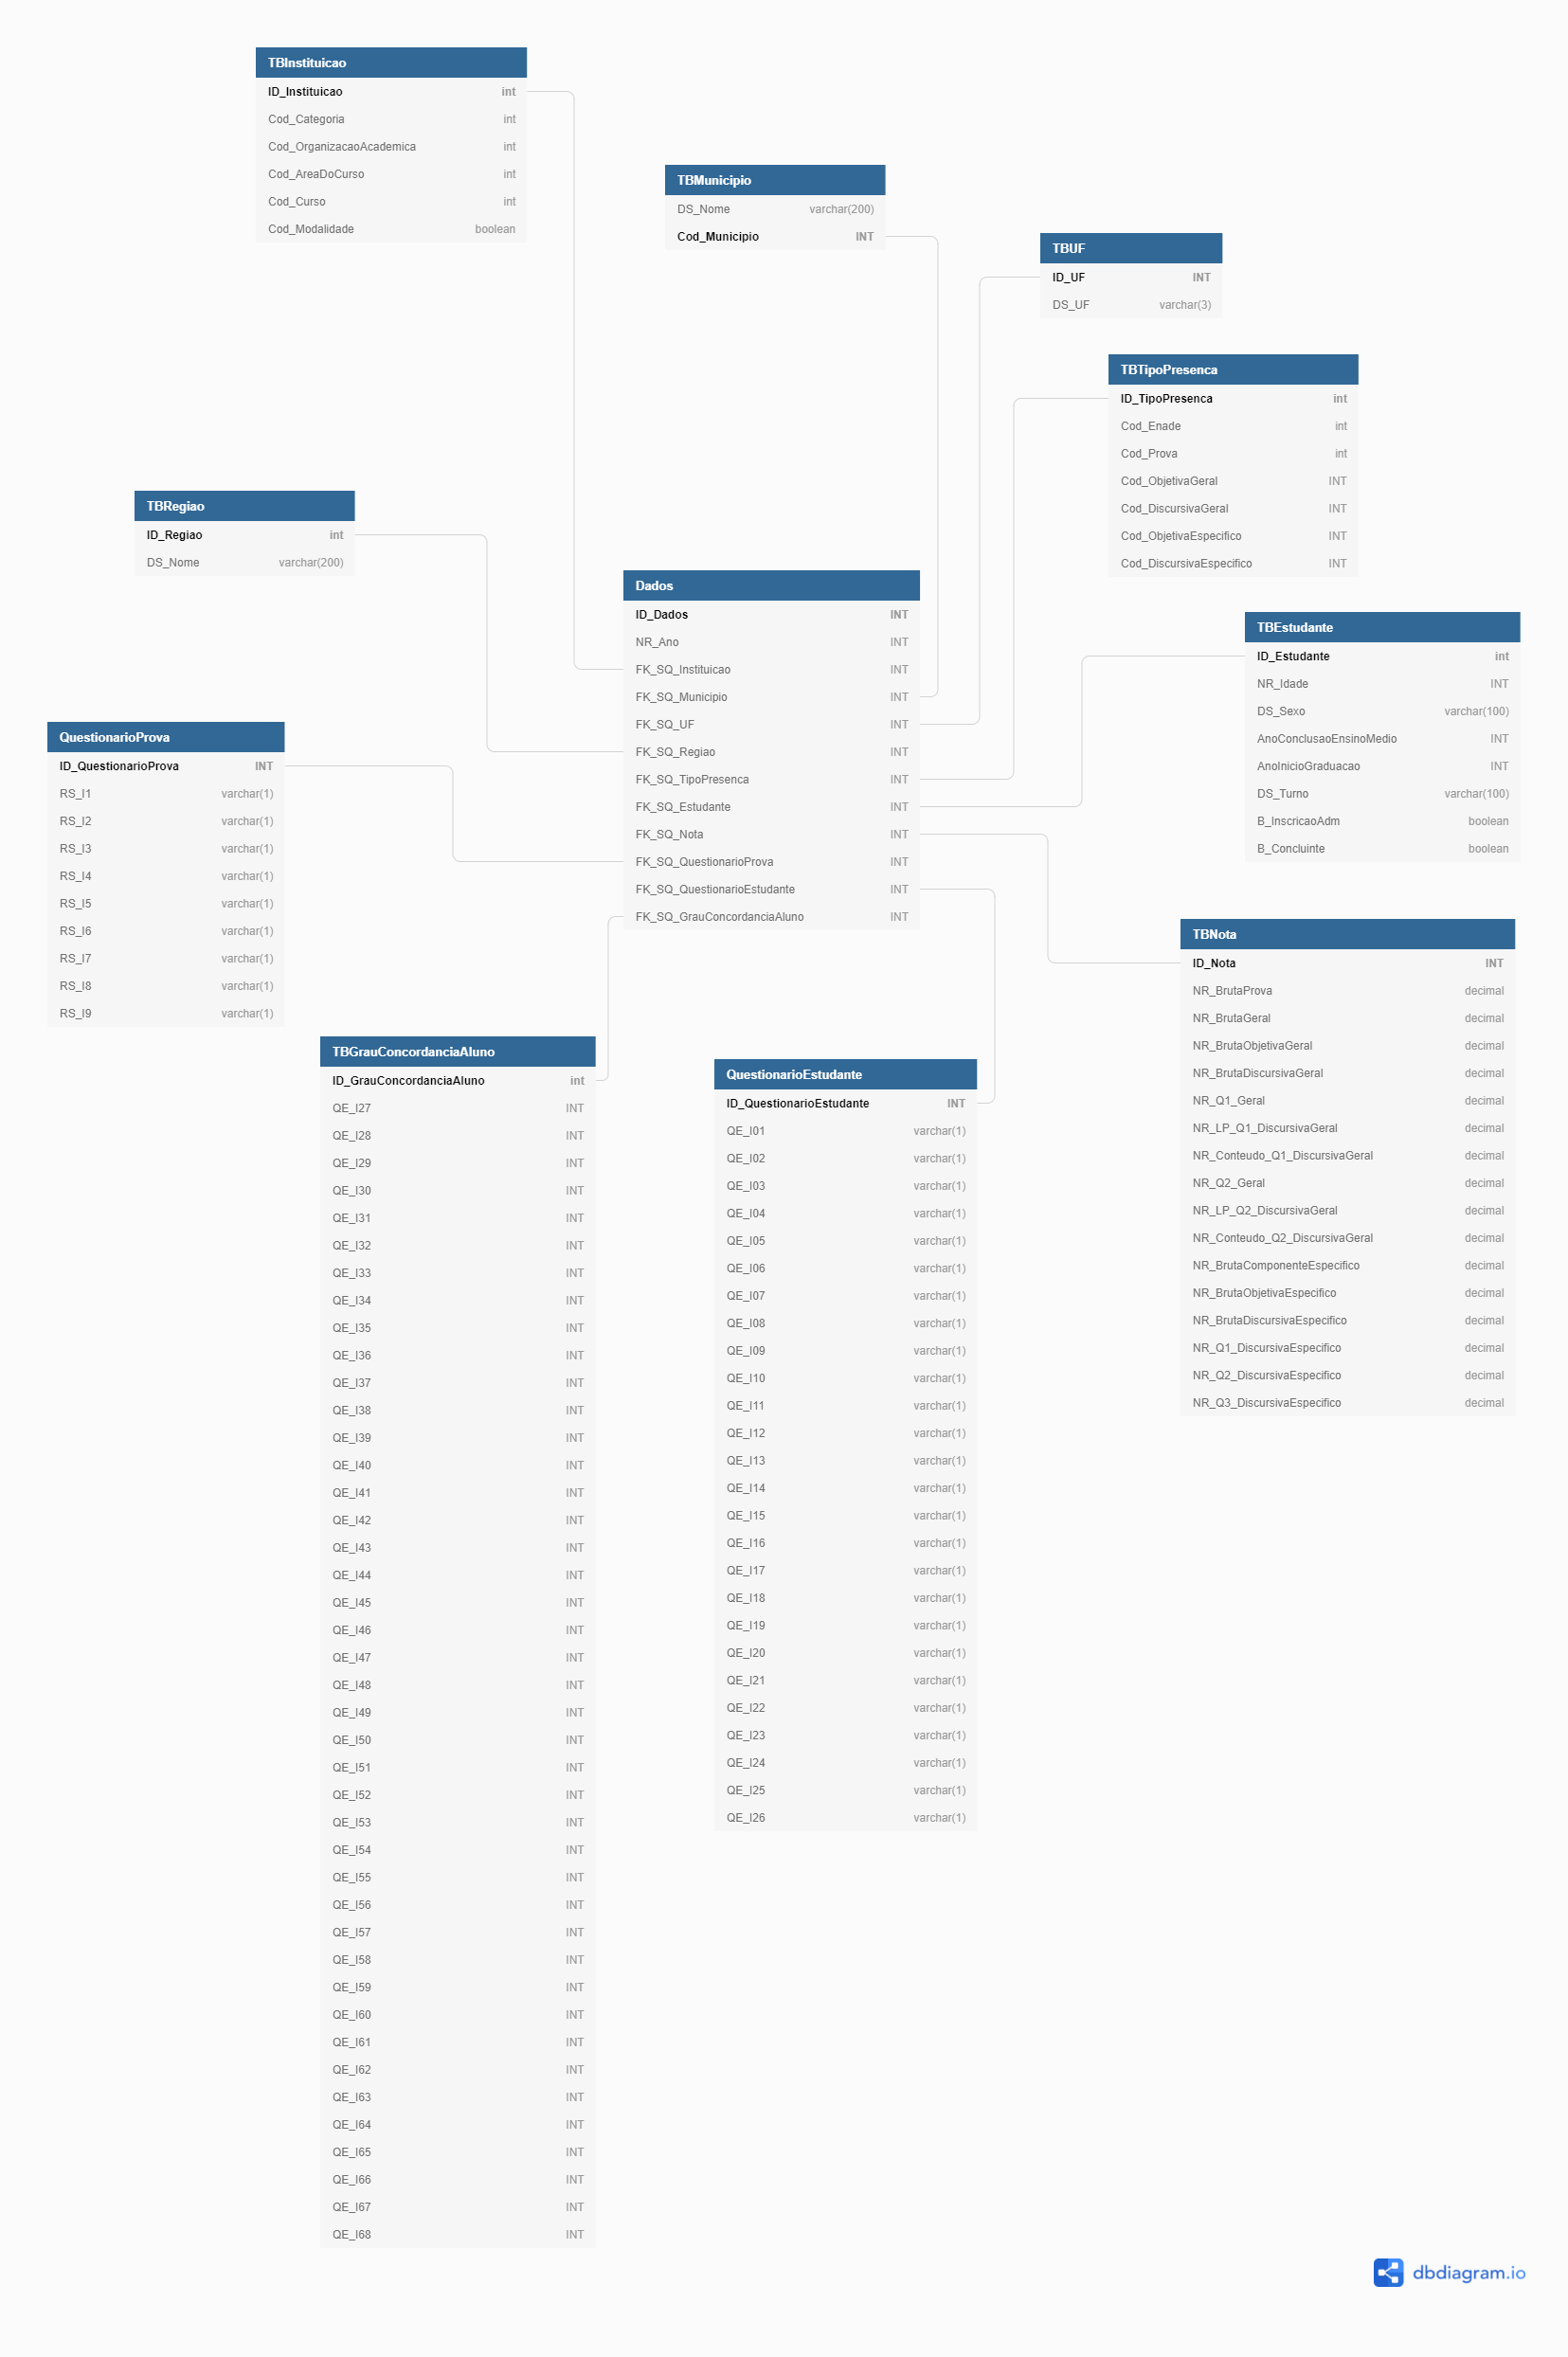 TBInstituicao
ID_Instituicao int
Cod_Categoria int
Cod_OrganizacaoAcademica int
Cod_AreaDoCurso int
Cod_Curso int
Cod_Modalidade boolean
TBMunicipio
DS_Nome varchar(200)
Cod_Municipio INT
TBUF
ID_UF INT
DS_UF varchar(3)
TBTipoPresenca
ID_TipoPresenca int
Cod_Enade int
Cod_Prova int
Cod_ObjetivaGeral INT
Cod_DiscursivaGeral INT
Cod_ObjetivaEspecifico INT
Cod_DiscursivaEspecifico INT
TBRegiao
ID_Regiao int
DS_Nome varchar(200)
Dados
ID_Dados INT
NR_Ano INT
FK_SQ_Instituicao INT
FK_SQ_Municipio INT
FK_SQ_UF INT
FK_SQ_Regiao INT
FK_SQ_TipoPresenca INT
FK_SQ_Estudante INT
FK_SQ_Nota INT
FK_SQ_QuestionarioProva INT
FK_SQ_QuestionarioEstudante INT
FK_SQ_GrauConcordanciaAluno INT
TBEstudante
ID_Estudante int
NR_Idade INT
DS_Sexo varchar(100)
AnoConclusaoEnsinoMedio INT
AnoInicioGraduacao INT
DS_Turno varchar(100)
B_InscricaoAdm boolean
B_Concluinte boolean
QuestionarioProva
ID_QuestionarioProva INT
RS_I1 varchar(1)
RS_I2 varchar(1)
RS_I3 varchar(1)
RS_I4 varchar(1)
RS_I5 varchar(1)
RS_I6 varchar(1)
RS_I7 varchar(1)
RS_I8 varchar(1)
RS_I9 varchar(1)
TBNota
ID_Nota INT
NR_BrutaProva decimal
NR_BrutaGeral decimal
NR_BrutaObjetivaGeral decimal
NR_BrutaDiscursivaGeral decimal
NR_Q1_Geral decimal
NR_LP_Q1_DiscursivaGeral decimal
NR_Conteudo_Q1_DiscursivaGeral decimal
NR_Q2_Geral decimal
NR_LP_Q2_DiscursivaGeral decimal
NR_Conteudo_Q2_DiscursivaGeral decimal
NR_BrutaComponenteEspecifico decimal
NR_BrutaObjetivaEspecifico decimal
NR_BrutaDiscursivaEspecifico decimal
NR_Q1_DiscursivaEspecifico decimal
NR_Q2_DiscursivaEspecifico decimal
NR_Q3_DiscursivaEspecifico decimal
TBGrauConcordanciaAluno
ID_GrauConcordanciaAluno int
QE_I27 INT
QE_I28 INT
QE_I29 INT
QE_I30 INT
QE_I31 INT
QE_I32 INT
QE_I33 INT
QE_I34 INT
QE_I35 INT
QE_I36 INT
QE_I37 INT
QE_I38 INT
QE_I39 INT
QE_I40 INT
QE_I41 INT
QE_I42 INT
QE_I43 INT
QE_I44 INT
QE_I45 INT
QE_I46 INT
QE_I47 INT
QE_I48 INT
QE_I49 INT
QE_I50 INT
QE_I51 INT
QE_I52 INT
QE_I53 INT
QE_I54 INT
QE_I55 INT
QE_I56 INT
QE_I57 INT
QE_I58 INT
QE_I59 INT
QE_I60 INT
QE_I61 INT
QE_I62 INT
QE_I63 INT
QE_I64 INT
QE_I65 INT
QE_I66 INT
QE_I67 INT
QE_I68 INT
QuestionarioEstudante
ID_QuestionarioEstudante INT
QE_I01 varchar(1)
QE_I02 varchar(1)
QE_I03 varchar(1)
QE_I04 varchar(1)
QE_I05 varchar(1)
QE_I06 varchar(1)
QE_I07 varchar(1)
QE_I08 varchar(1)
QE_I09 varchar(1)
QE_I10 varchar(1)
QE_I11 varchar(1)
QE_I12 varchar(1)
QE_I13 varchar(1)
QE_I14 varchar(1)
QE_I15 varchar(1)
QE_I16 varchar(1)
QE_I17 varchar(1)
QE_I18 varchar(1)
QE_I19 varchar(1)
QE_I20 varchar(1)
QE_I21 varchar(1)
QE_I22 varchar(1)
QE_I23 varchar(1)
QE_I24 varchar(1)
QE_I25 varchar(1)
QE_I26 varchar(1)
dbdiagram.io